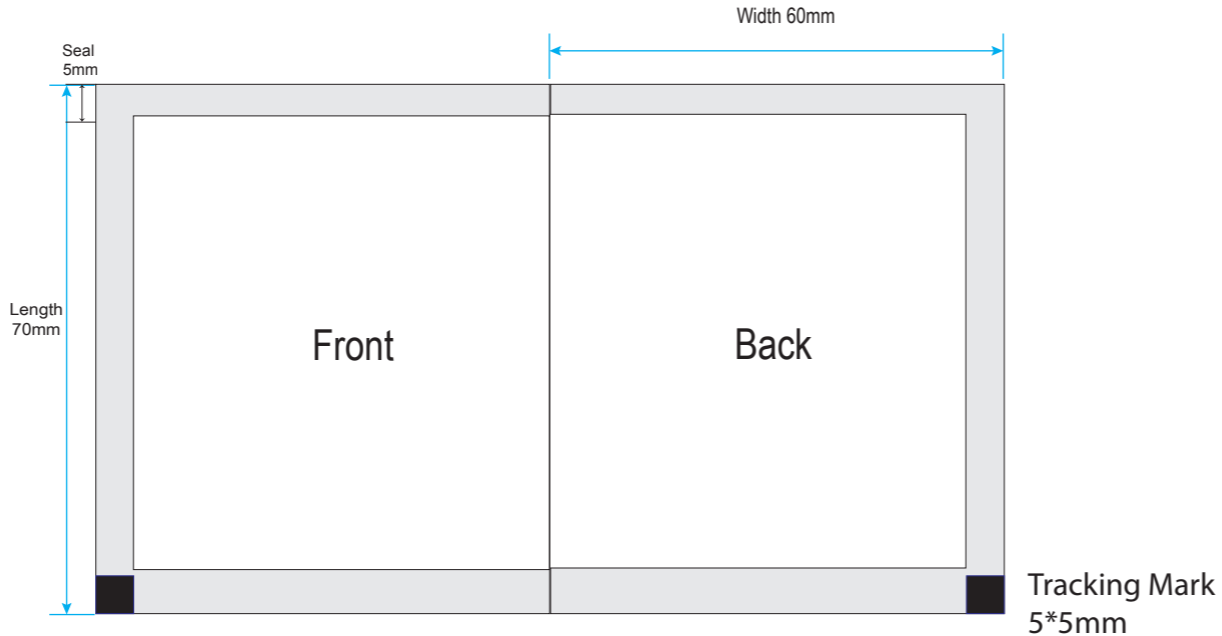 Width 60mm
Seal
5mm
Length
70mm
Front
Back
Tracking Mark
5*5mm